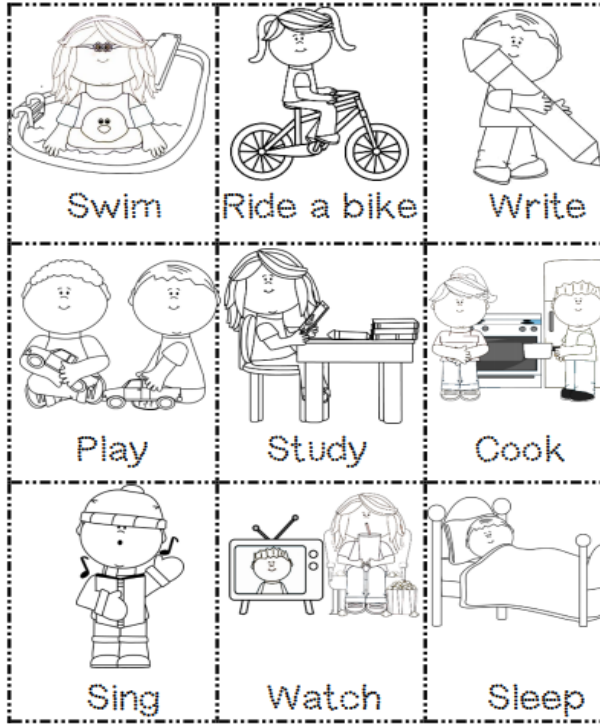 Swim
Ride a bike
Write
Play
Study
Cook
Sing
Watch
Sleep